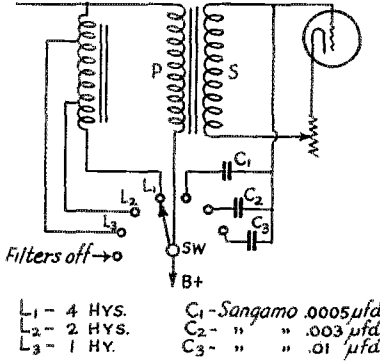 P S
C1
L1
L2
C2
L3
C3
Filters off→
SW
B+
L1 - 4 HYS. C1 - Sangamo .0005 µfd
L2 - 2 HYS. C2 - " " .003 µfd
L3 - 1 HY. C3 - " " .01 µfd